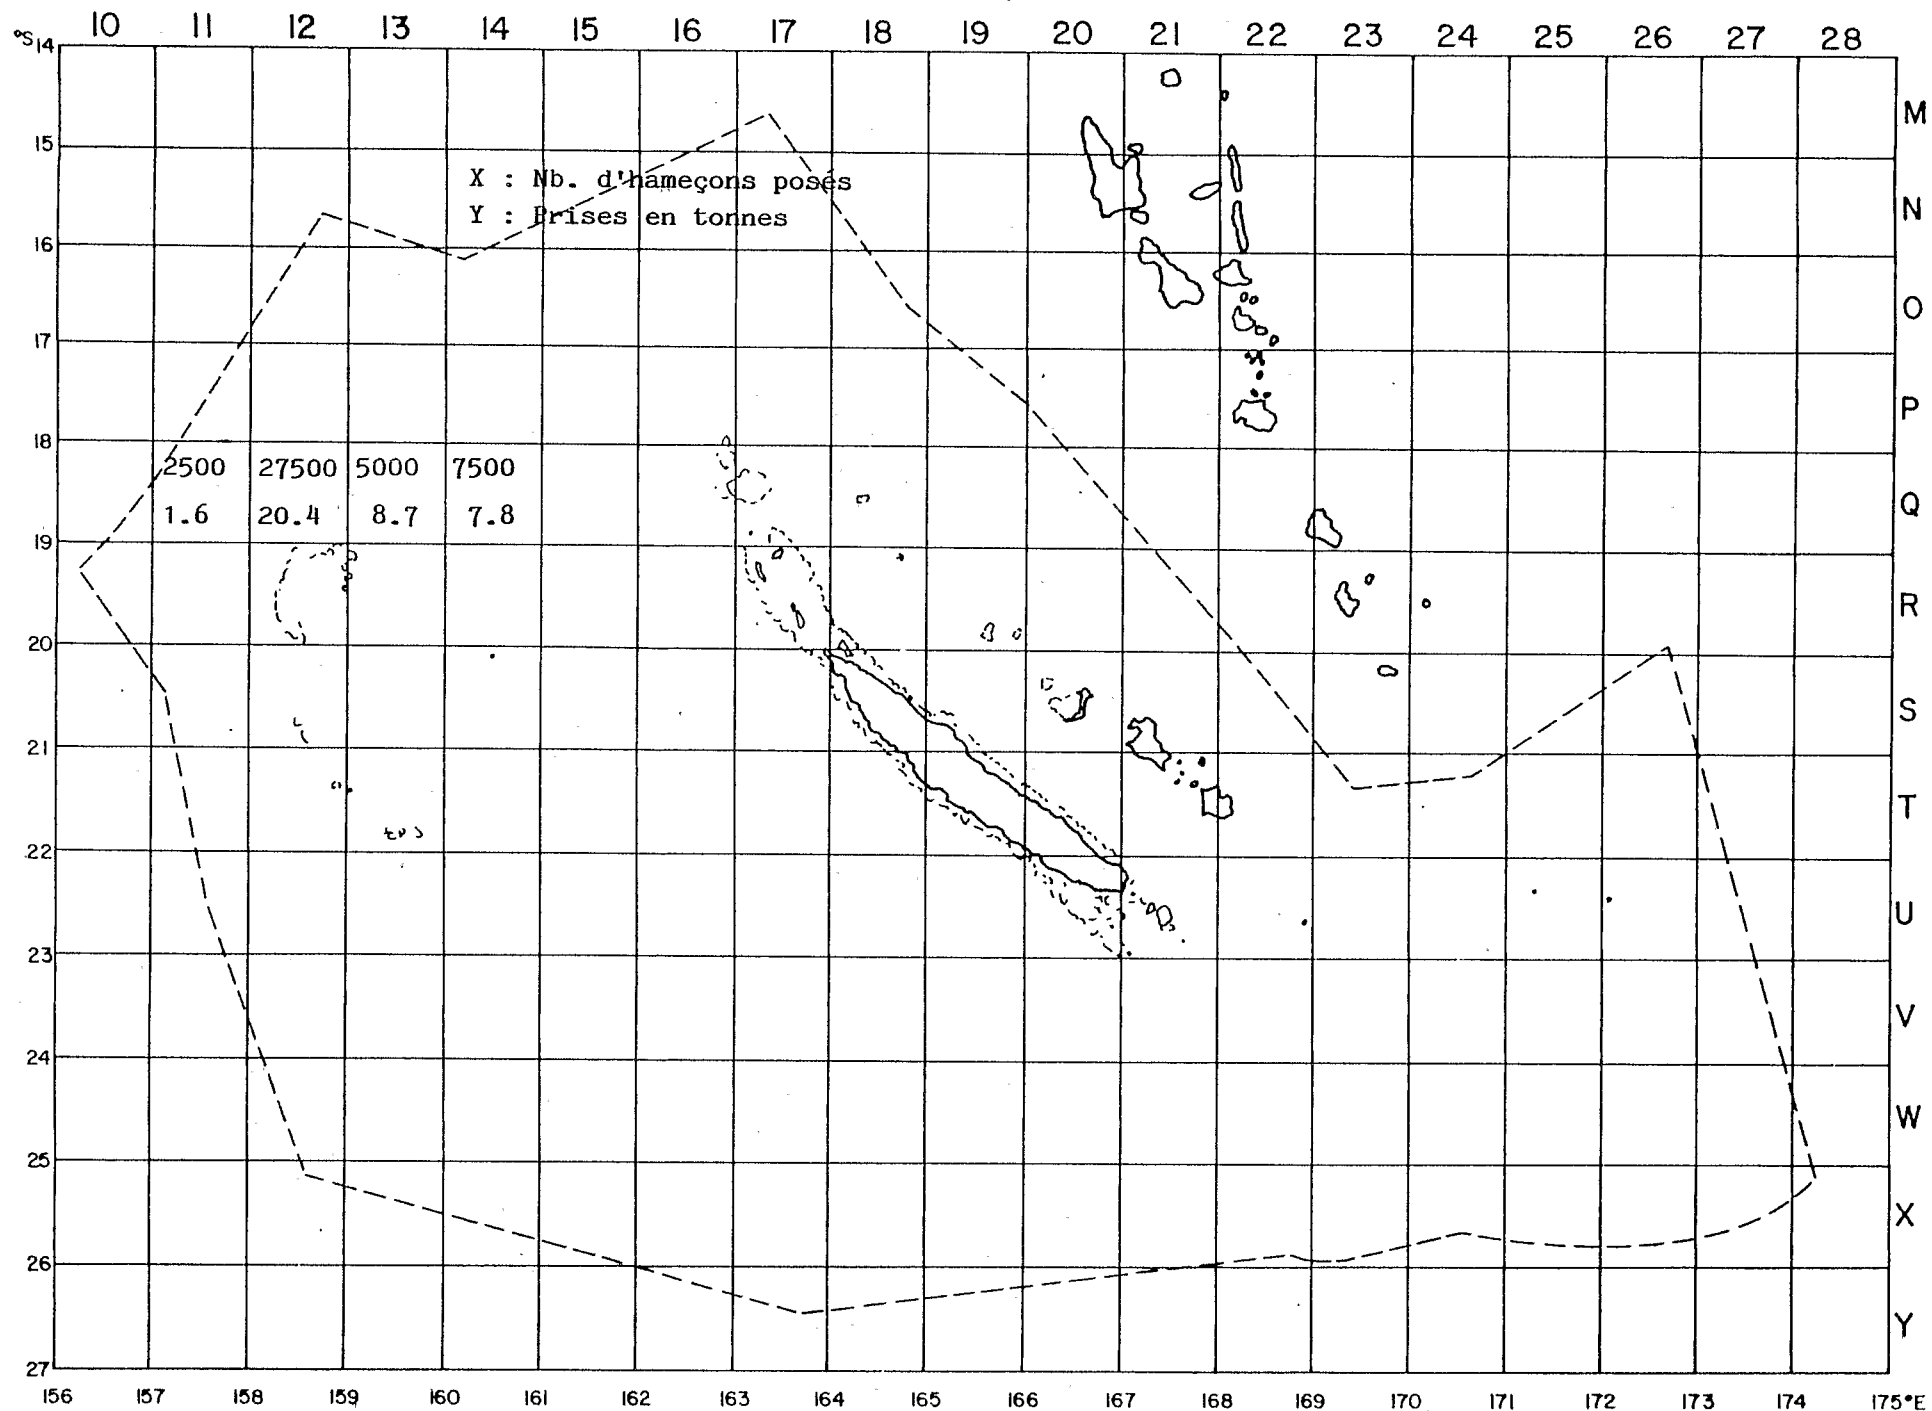 10 11 12 13 14 15 16 17 18 19 20 21 22 23 24 25 26 27 28
°S 14
M
15
X : Nb. d'hameçons posés
N
Y : Prises en tonnes
16
O
17
P
18
2500 27500 5000 7500
Q
1.6 20.4 8.7 7.8
19
R
20
S
21
T
22
U
23
V
24
W
25
X
26
Y
27
156 157 158 159 160 161 162 163 164 165 166 167 168 169 170 171 172 173 174 175°E